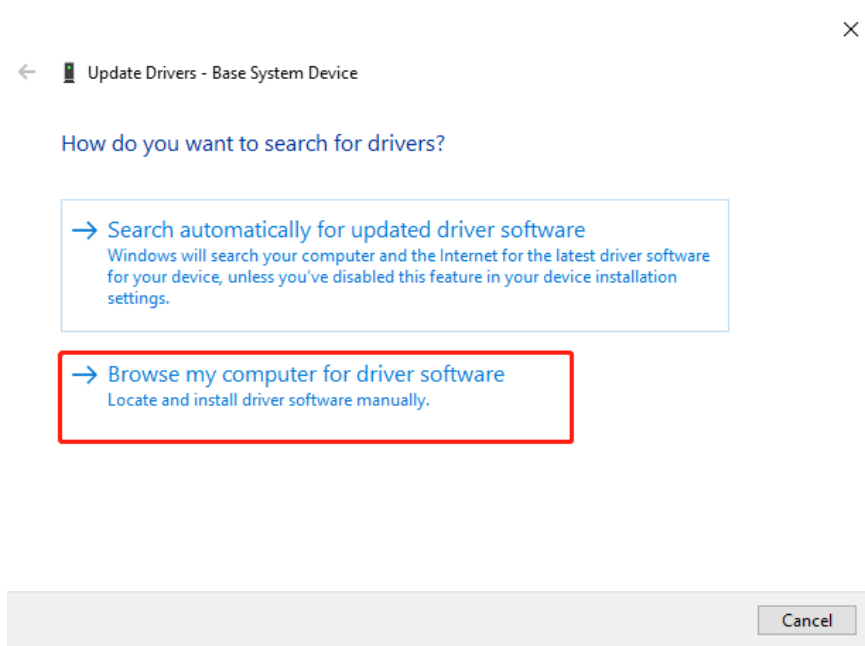 Update Drivers - Base System Device
How do you want to search for drivers?
Search automatically for updated driver software
Windows will search your computer and the Internet for the latest driver software
for your device, unless you've disabled this feature in your device installation
settings.
Browse my computer for driver software
Locate and install driver software manually.
Cancel